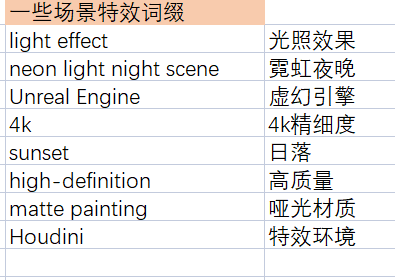 一些场景特效词缀
light effect 光照效果
neon light night scene 霓虹夜晚
Unreal Engine 虚幻引擎
4k 4k精细度
sunset 日落
high-definition 高质量
matte painting 哑光材质
Houdini 特效环境